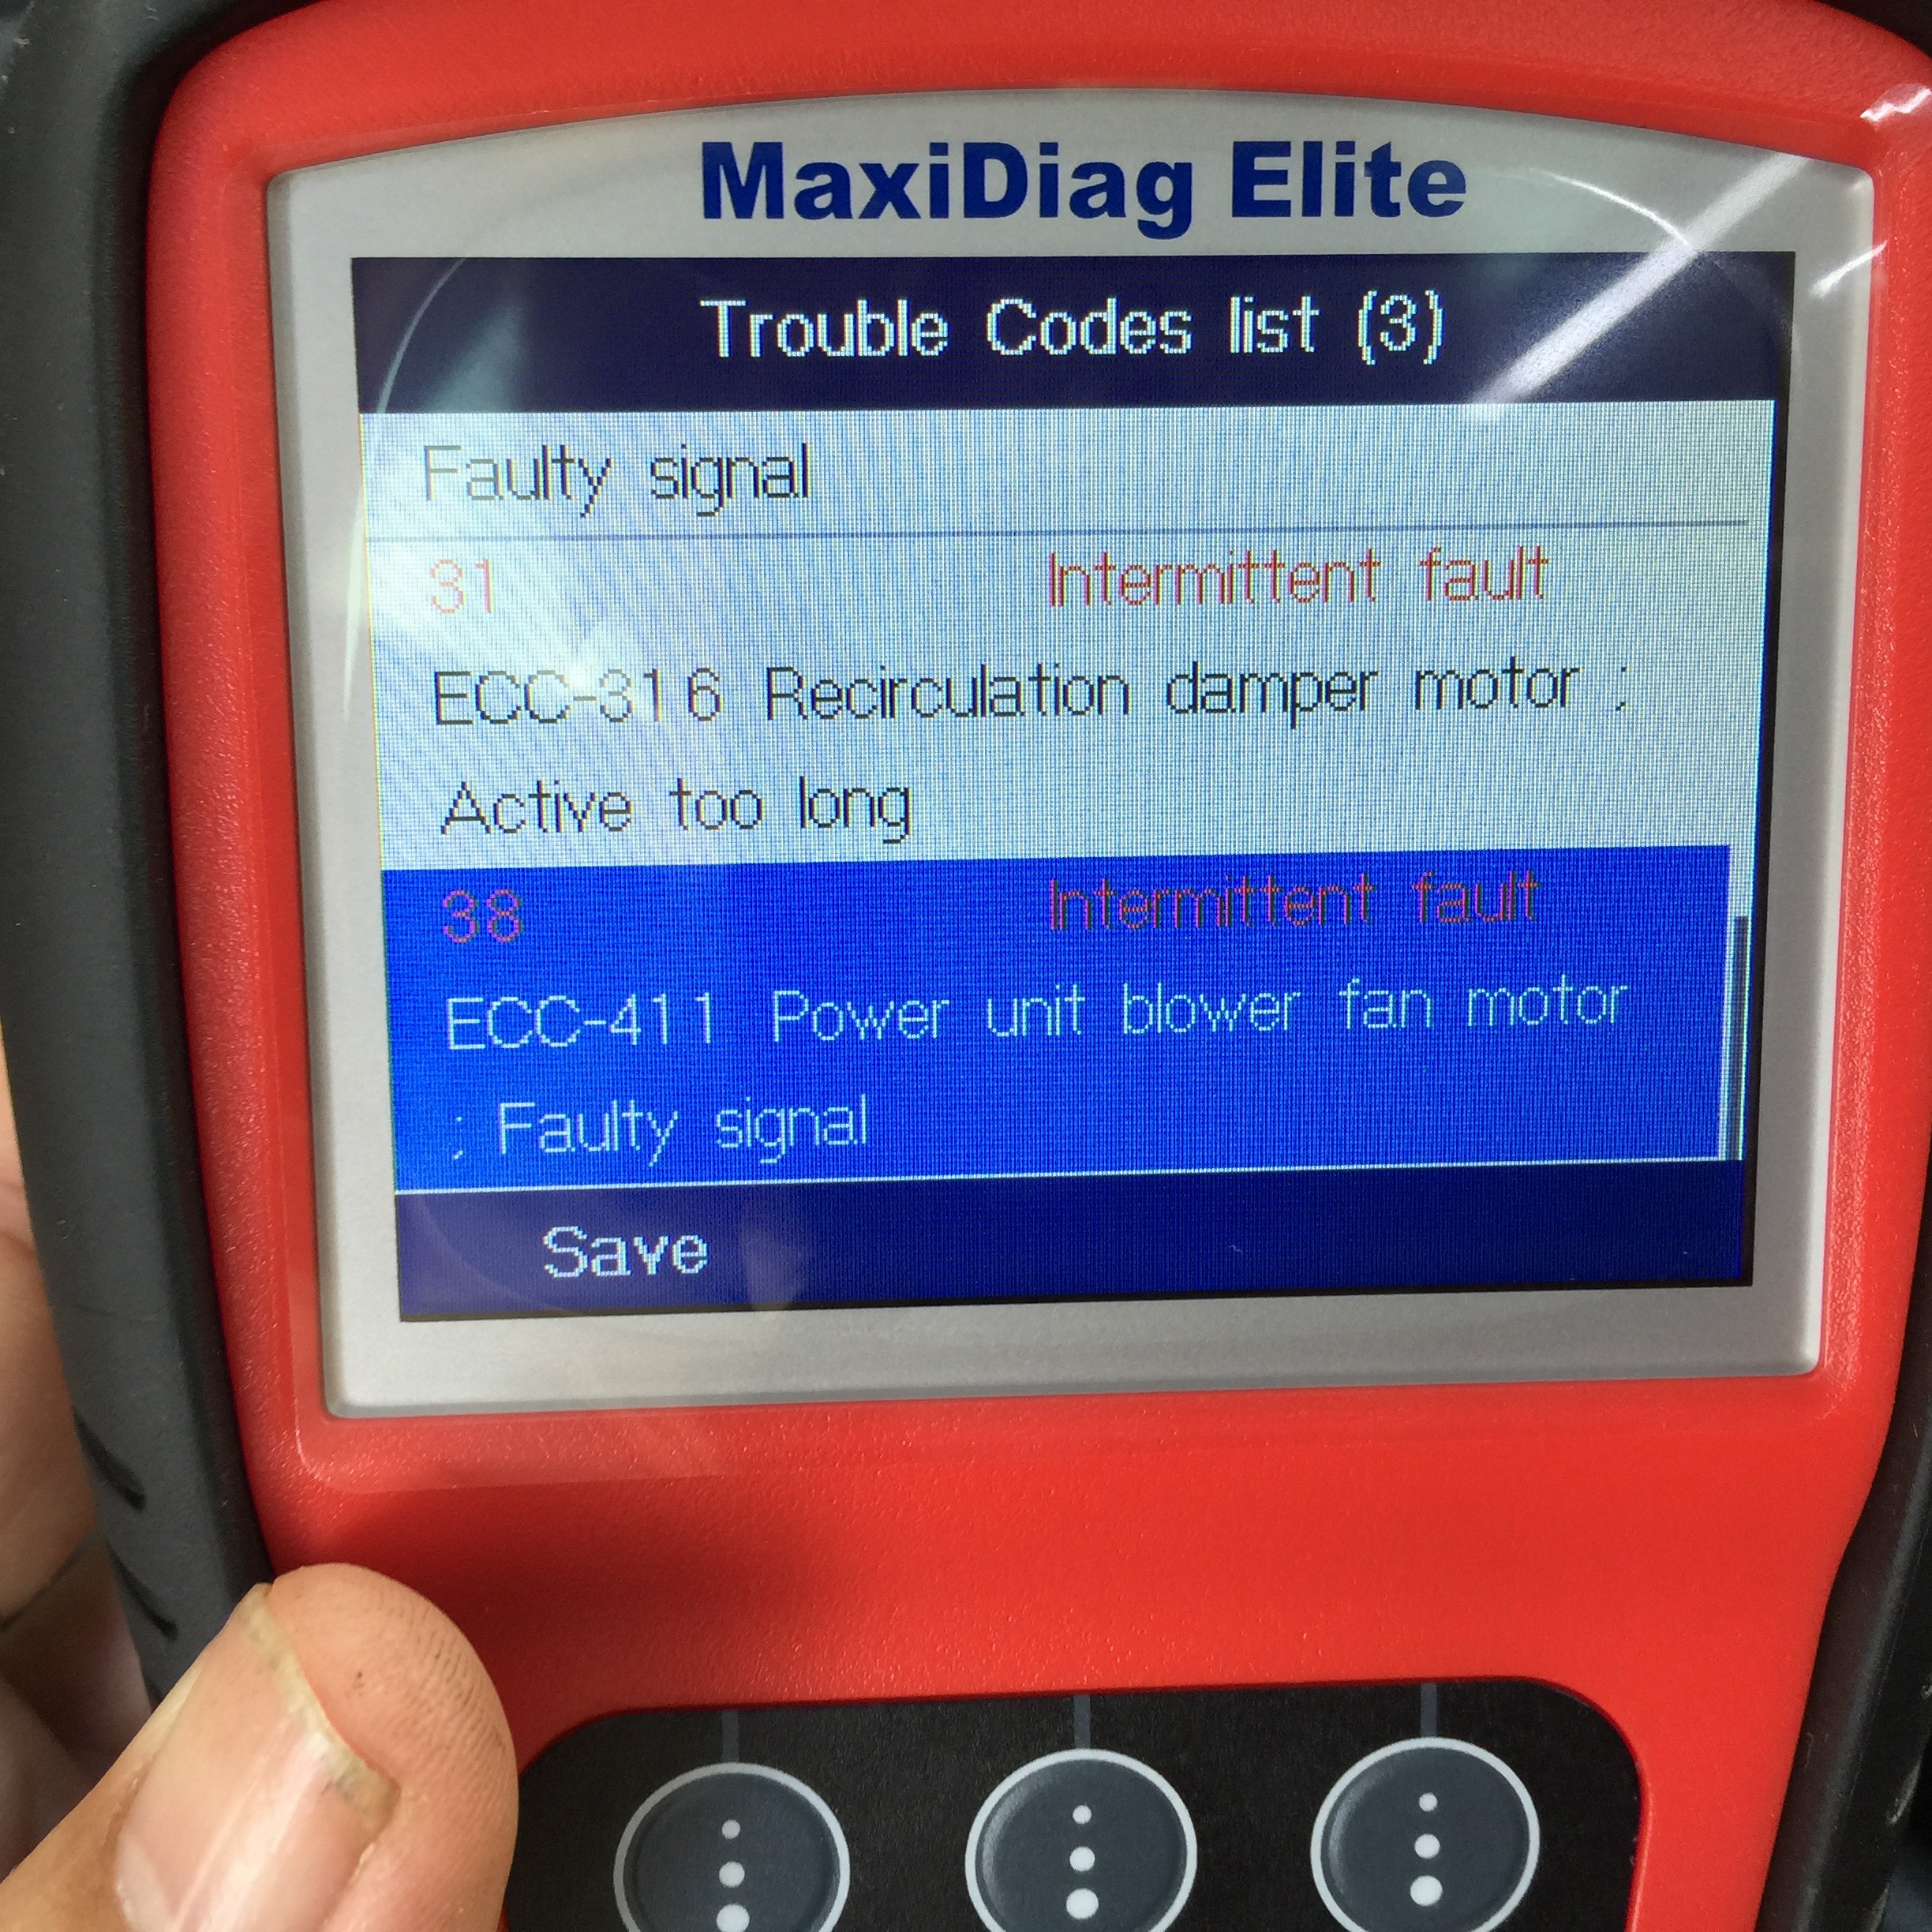 MaxiDiag Elite
Trouble Codes list (3)
Faulty signal
31 Intermittent fault
ECC-316 Recirculation damper motor ;
Active too long
38 Intermittent fault
ECC-411 Power unit blower fan motor
; Faulty signal
Save